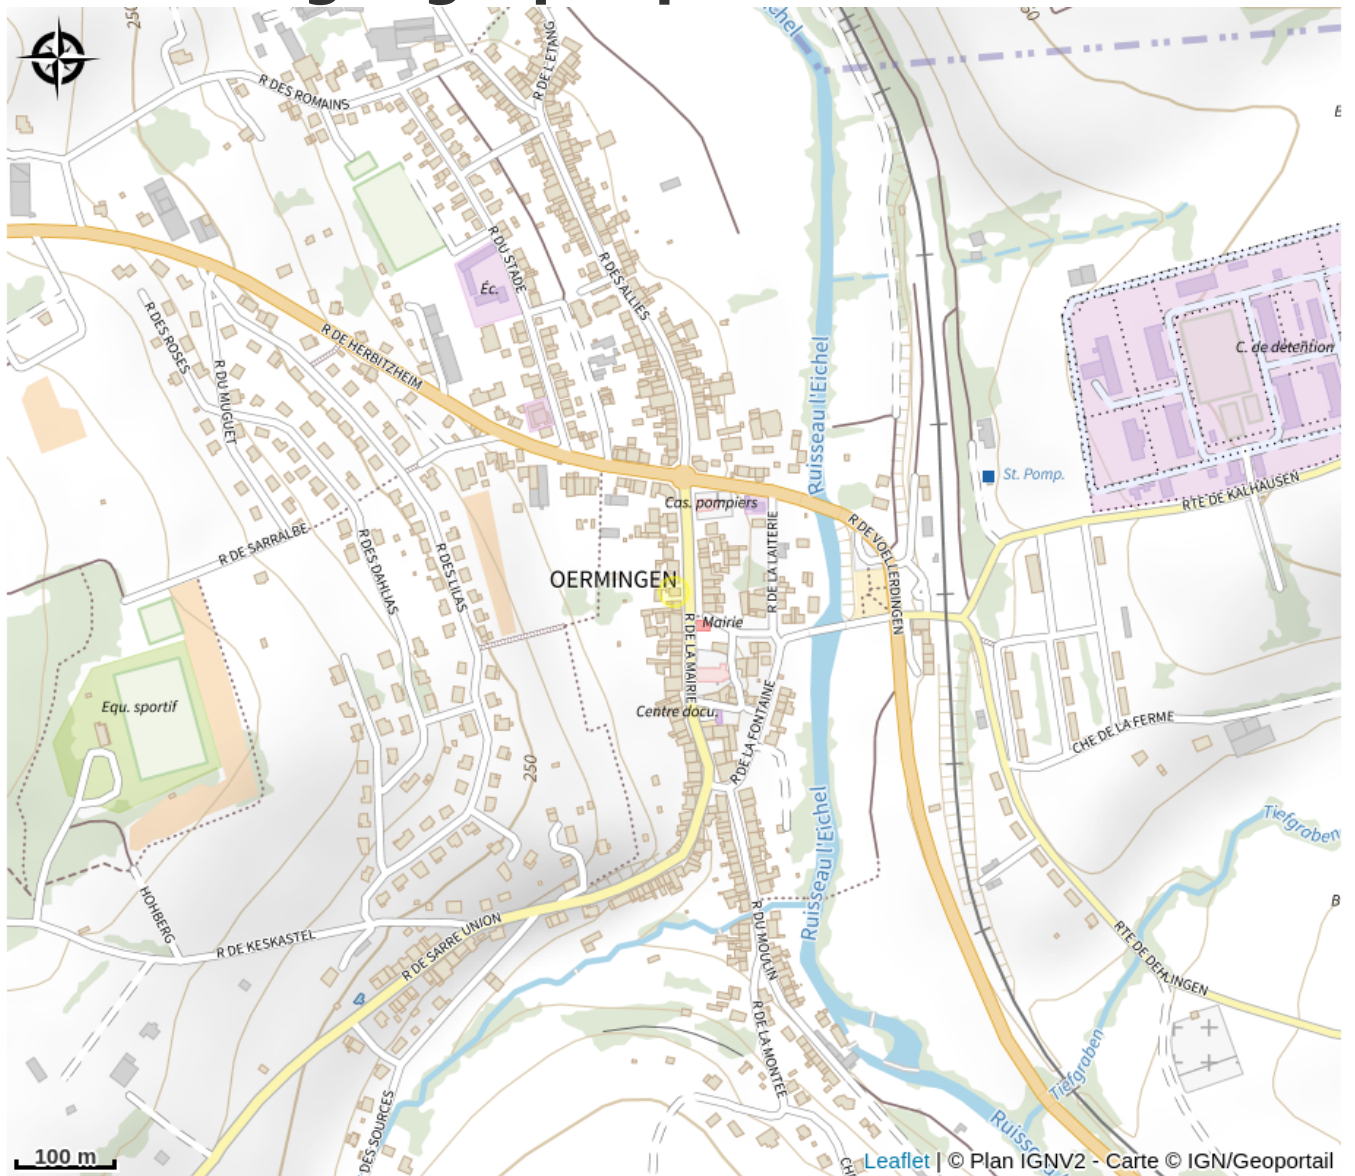 250
R DE L'ETANG
50
R DES ROMAINS
R DU STADE
Éc.
R DES ALLIES
R DES ROSES
R DE HERBITZHEIM
R DU MUGUET
Ruisseau l'Eichel
C. de détention
St. Pomp.
RTE DE KALHAUSEN
Cas. pompiers
R DE VOELLERDINGEN
R DE LA LAITERIE
R DE SARRALBE
R DES DAHLIAS
R DES LILAS
OERMINGEN
Mairie
R DE LA MAIRIE
Equ. sportif
Centre docu.
R DE LA FONTAINE
CHE DE LA FERME
250
Ruisseau l'Eichel
Tiefgraben
HOHBERG
R DE KESKASTEL
R DE SARRE UNION
R DU MOULIN
RTE DE DEHLINGEN
R DE LA MONTEE
Tiefgraben
DES SOURCES
100 m
Leaflet | © Plan IGNV2 - Carte © IGN/Geoportail